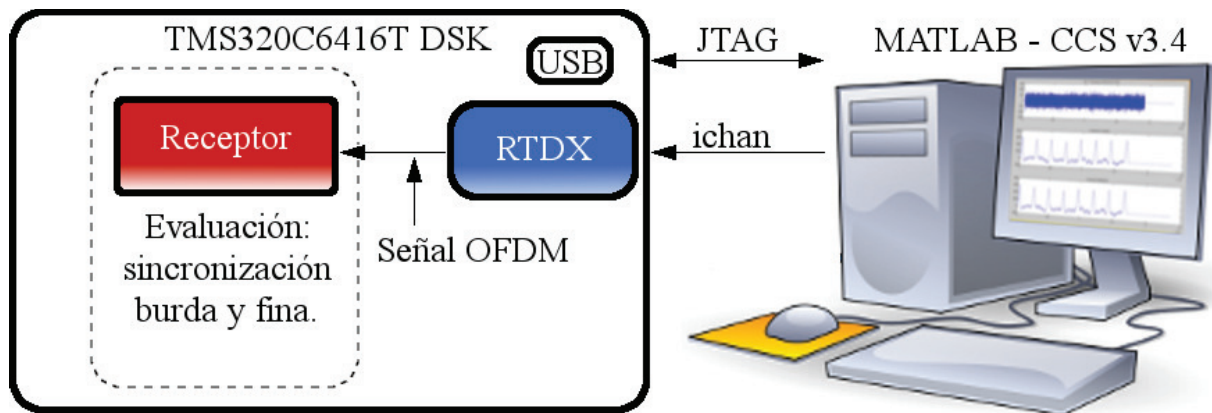 TMS320C6416T DSK
USB
JTAG
MATLAB - CCS v3.4
Receptor
RTDX
ichan
Señal OFDM
Evaluación:
sincronización
burda y fina.